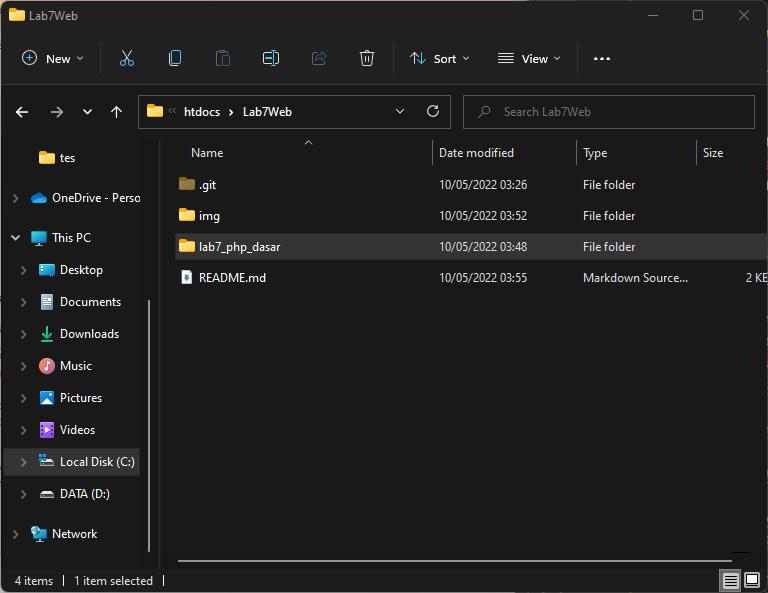 Lab7Web
New
Sort
View
htdocs
Lab7Web
Search Lab7Web
Name
Date modified
Type
Size
tes
OneDrive - Perso
This PC
Desktop
Documents
Downloads
Music
Pictures
Videos
Local Disk (C:)
DATA (D:)
Network
.git 10/05/2022 03:26 File folder
img 10/05/2022 03:52 File folder
lab7_php_dasar 10/05/2022 03:48 File folder
README.md 10/05/2022 03:55 Markdown Source... 2 KE
4 items
1 item selected